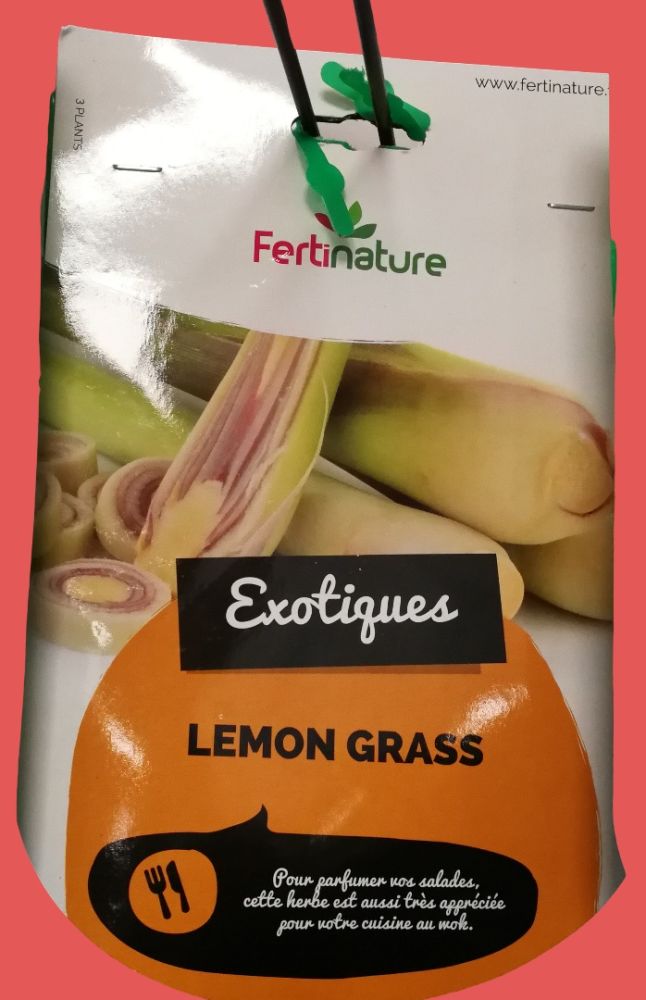 www.fertinature.
3 PLANTS
Fertinature
Exotiques
LEMON GRASS
Pour parfumer vos salades,
cette herbe est aussi très appréciée
pour votre cuisine au wok.